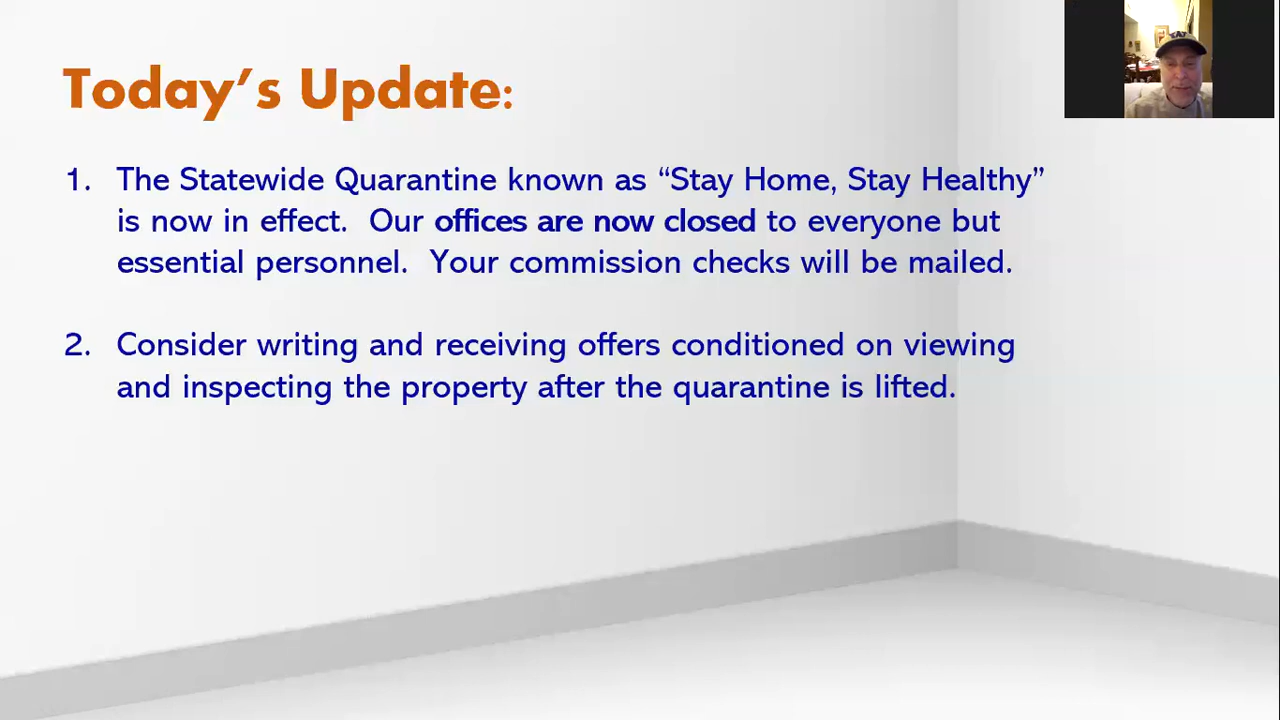 Today's Update:
1. The Statewide Quarantine known as “Stay Home, Stay Healthy”
is now in effect.  Our offices are now closed to everyone but
essential personnel.  Your commission checks will be mailed.
2. Consider writing and receiving offers conditioned on viewing
and inspecting the property after the quarantine is lifted.